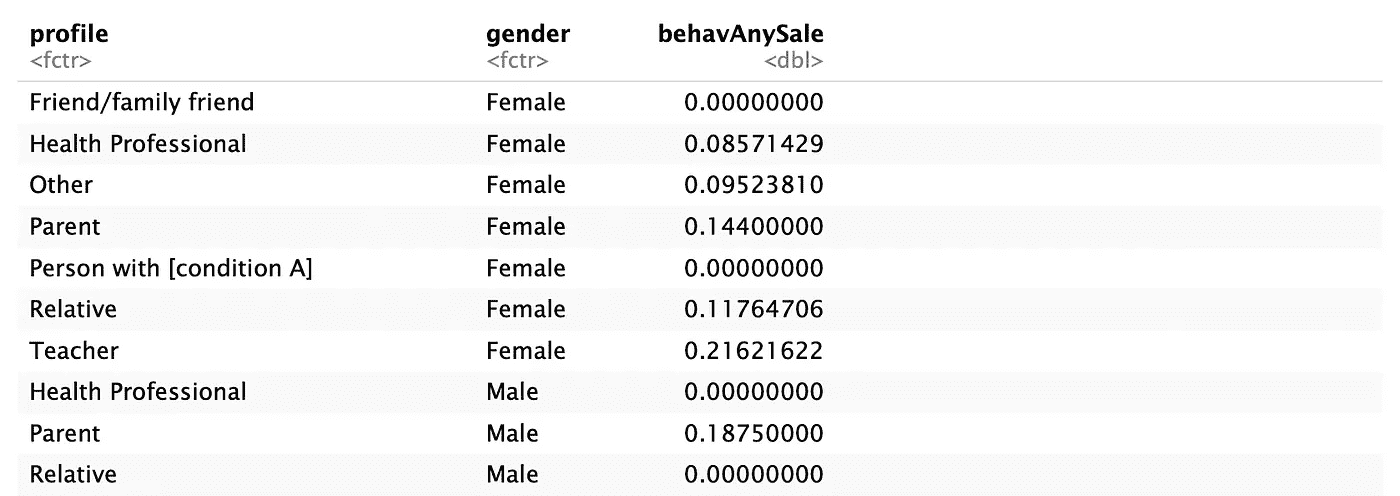 profile gender behavAnySale
<fctr> <fctr> <dbl>
Friend/family friend Female 0.00000000
Health Professional Female 0.08571429
Other Female 0.09523810
Parent Female 0.14400000
Person with [condition A] Female 0.00000000
Relative Female 0.11764706
Teacher Female 0.21621622
Health Professional Male 0.00000000
Parent Male 0.18750000
Relative Male 0.00000000